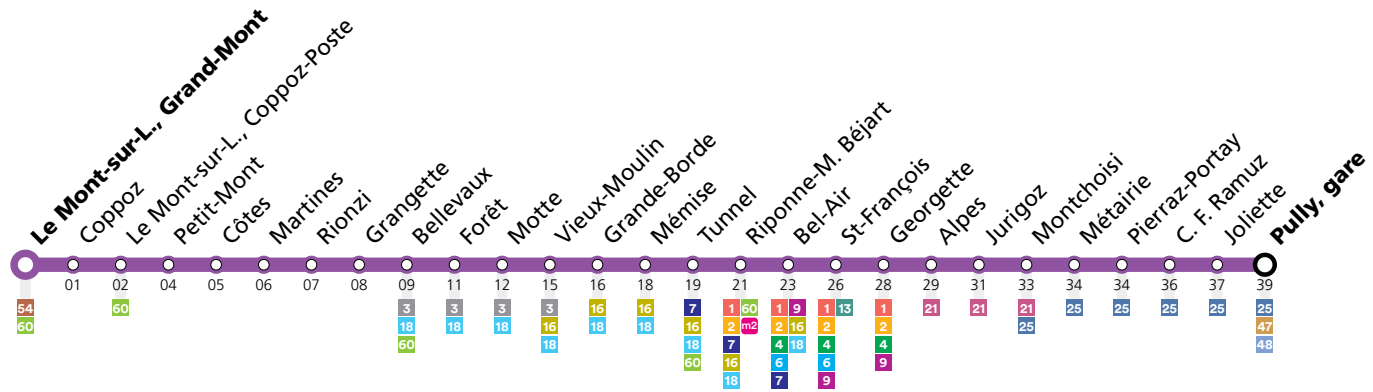 Le Mont-sur-L., Grand-Mont
Coppoz
Le Mont-sur-L., Coppoz-Poste
Petit-Mont
Côtes
Martines
Rionzi
Grangette
Bellevaux
Forêt
Motte
Vieux-Moulin
Grande-Borde
Mémise
Tunnel
Riponne-M. Béjart
Bel-Air
St-François
Georgette
Alpes
Jurigoz
Montchoisi
Métairie
Pierraz-Portay
C. F. Ramuz
Joliette
Pully, gare
01 02 04 05 06 07 08 09 11 12 15 16 18 19 21 23 26 28 29 31 33 34 34 36 37 39
54 60 3 3 3 3 16 16 7 1 60 1 9 1 13 1 21 21 21 25 25 25 25 25
60 18 18 18 16 18 18 16 2 m2 2 16 2 2 25 47
60 18 18 7 4 18 4 4 48
60 16 6 6 9
18 7 9